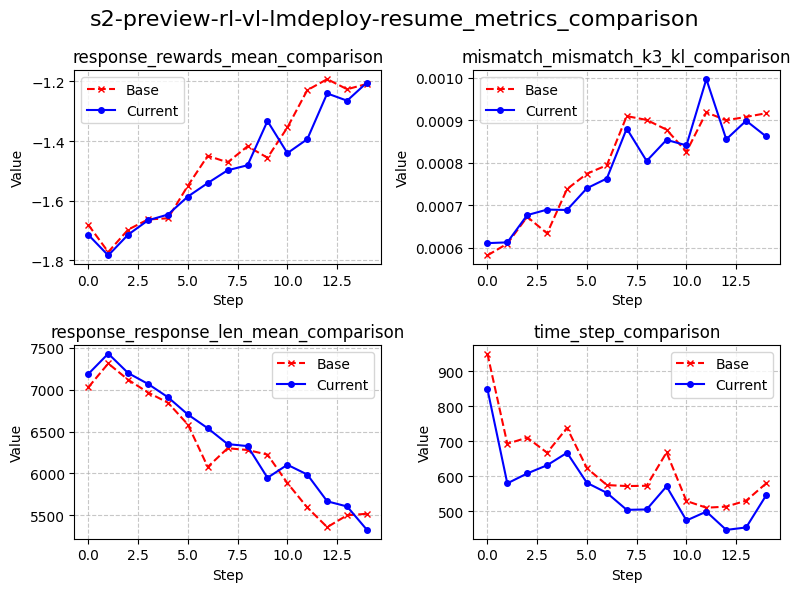 s2-preview-rl-vl-lmdeploy-resume_metrics_comparison
response_rewards_mean_comparison
Base
Current
Value
−1.2
−1.4
−1.6
−1.8
0.0 2.5 5.0 7.5 10.0 12.5
Step
mismatch_mismatch_k3_kl_comparison
Base
Current
Value
0.0010
0.0009
0.0008
0.0007
0.0006
0.0 2.5 5.0 7.5 10.0 12.5
Step
response_response_len_mean_comparison
Base
Current
Value
7500
7000
6500
6000
5500
0.0 2.5 5.0 7.5 10.0 12.5
Step
time_step_comparison
Base
Current
Value
900
800
700
600
500
0.0 2.5 5.0 7.5 10.0 12.5
Step